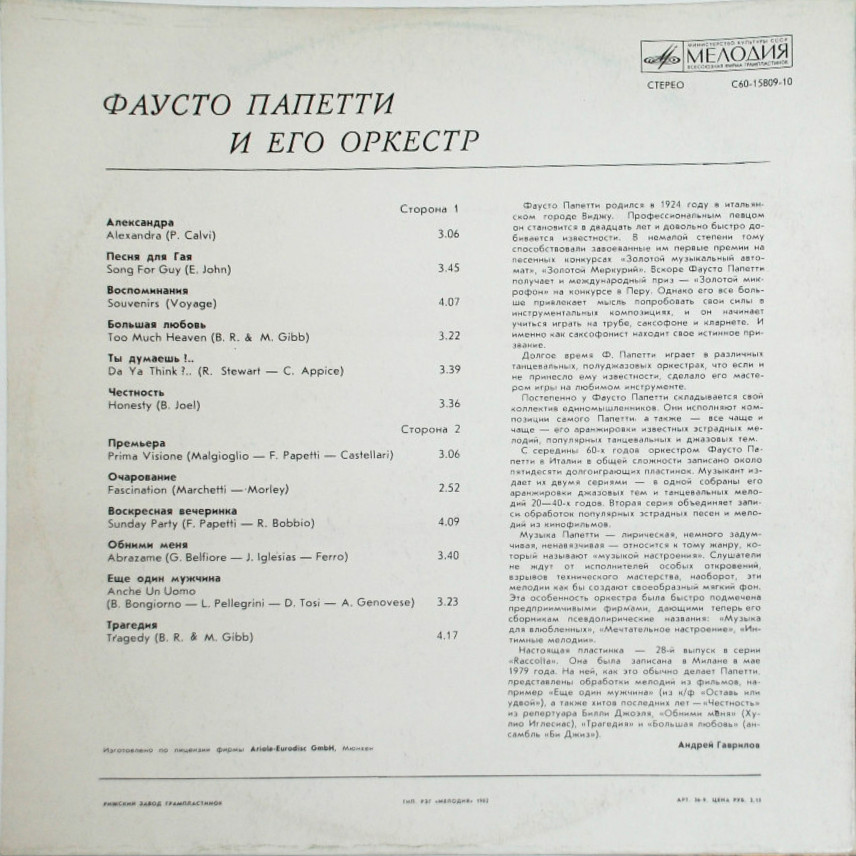 МИНИСТЕРСТВО КУЛЬТУРЫ СССР
МЕЛОДИЯ
ВСЕСОЮЗНАЯ ФИРМА ГРАМПЛАСТИНОК
СТЕРЕО С60-15809-10
ФАУСТО ПАПЕТТИ
И ЕГО ОРКЕСТР
Сторона 1
Александра
Alexandra (P. Calvi) 3.06
Песня для Гая
Song For Guy (E. John) 3.45
Воспоминания
Souvenirs (Voyage) 4.07
Большая любовь
Too Much Heaven (B. R. & M. Gibb) 3.22
Ты думаешь!..
Da Ya Think?.. (R. Stewart — C. Appice) 3.39
Честность
Honesty (B. Joel) 3.36
Сторона 2
Премьера
Prima Visione (Malgioglio — F. Papetti — Castellari) 3.06
Очарование
Fascination (Marchetti — Morley) 2.52
Воскресная вечеринка
Sunday Party (F. Papetti — R. Bobbio) 4.09
Обними меня
Abrazame (G. Belfiore — J. Iglesias — Ferro) 3.40
Еще один мужчина
Anche Un Uomo
(B. Bongiorno — L. Pellegrini — D. Tosi — A. Genovese) 3.23
Трагедия
Tragedy (B. R. & M. Gibb) 4.17
Фаусто Папетти родился в 1924 году в итальян-
ском городе Виджу. Профессиональным певцом
он становится в двадцать лет и довольно быстро до-
бивается известности. В немалой степени тому
способствовали завоеванные им первые премии на
песенных конкурсах «Золотой музыкальный авто-
мат», «Золотой Меркурий». Вскоре Фаусто Папетти
получает и международный приз — «Золотой мик-
рофон» на конкурсе в Перу. Однако его все боль-
ше привлекает мысль попробовать свои силы в
инструментальных композициях, и он начинает
учиться играть на трубе, саксофоне и кларнете. И
именно как саксофонист находит свое истинное при-
звание.
Долгое время Ф. Папетти играет в различных
танцевальных, полуджазовых оркестрах, что если и
не принесло ему известности, сделало его масте-
ром игры на любимом инструменте.
Постепенно у Фаусто Папетти складывается свой
коллектив единомышленников. Они исполняют ком-
позиции самого Папетти, а также — все чаще и
чаще — его аранжировки известных эстрадных ме-
лодий, популярных танцевальных и джазовых тем.
С середины 60-х годов оркестром Фаусто Па-
петти в Италии в общей сложности записано около
пятидесяти долгоиграющих пластинок. Музыкант из-
дает их двумя сериями — в одной собраны его
аранжировки джазовых тем и танцевальных мело-
дий 20—40-х годов. Вторая серия объединяет запи-
си обработок популярных эстрадных песен и мело-
дий из кинофильмов.
Музыка Папетти — лирическая, немного задум-
чивая, ненавязчивая — относится к тому жанру, ко-
торый называют «музыкой настроения». Слушатели
не ждут от исполнителей особых откровений,
взрывов технического мастерства, наоборот, эти
мелодии как бы создают своеобразный мягкий фон.
Эта особенность оркестра была быстро подмечена
предприимчивыми фирмами, дающими теперь его
сборникам псевдолирические названия: «Музыка
для влюбленных», «Мечтательное настроение», «Ин-
тимные мелодии».
Настоящая пластинка — 28-й выпуск в серии
«Raccolta». Она была записана в Милане в мае
1979 года. На ней, как это обычно делает Папетти,
представлены обработки мелодий из фильмов, на-
пример «Еще один мужчина» (из к/ф «Оставь или
удвой»), а также хитов последних лет — «Честность»
из репертуара Билли Джоэля, «Обними меня» (Ху-
лио Иглесиас), «Трагедия» и «Большая любовь» (ан-
самбль «Би Джиз»).
Андрей Гаврилов
Изготовлено по лицензии фирмы Ariola-Eurodisc GmbH, Мюнхен
РИЖСКИЙ ЗАВОД ГРАМПЛАСТИНОК ТИП. РЗГ «МЕЛОДИЯ» 1982 АРТ. 36-9. ЦЕНА РУБ. 2.15